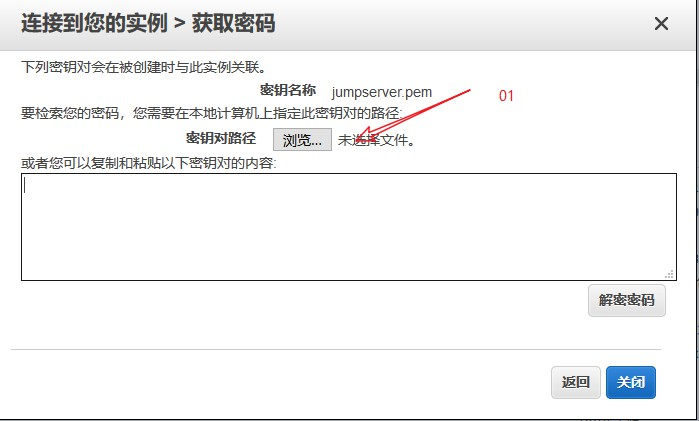 连接到您的实例 > 获取密码
下列密钥对会在被创建时与此实例关联。
密钥名称 jumpserver.pem
01
要检索您的密码，您需要在本地计算机上指定此密钥对的路径:
密钥对路径 浏览... 未选择文件。
或者您可以复制和粘贴以下密钥对的内容:
解密密码
返回 关闭